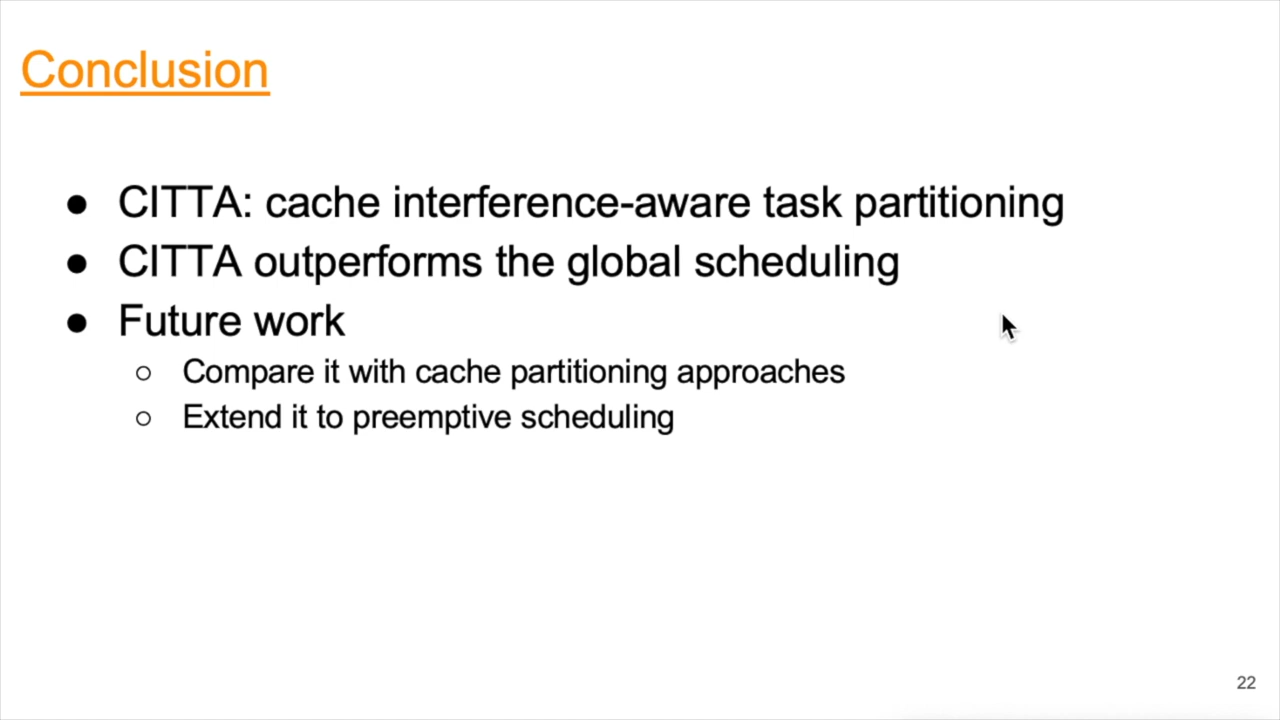 Conclusion
● CITTA: cache interference-aware task partitioning
● CITTA outperforms the global scheduling
● Future work
○ Compare it with cache partitioning approaches
○ Extend it to preemptive scheduling
22